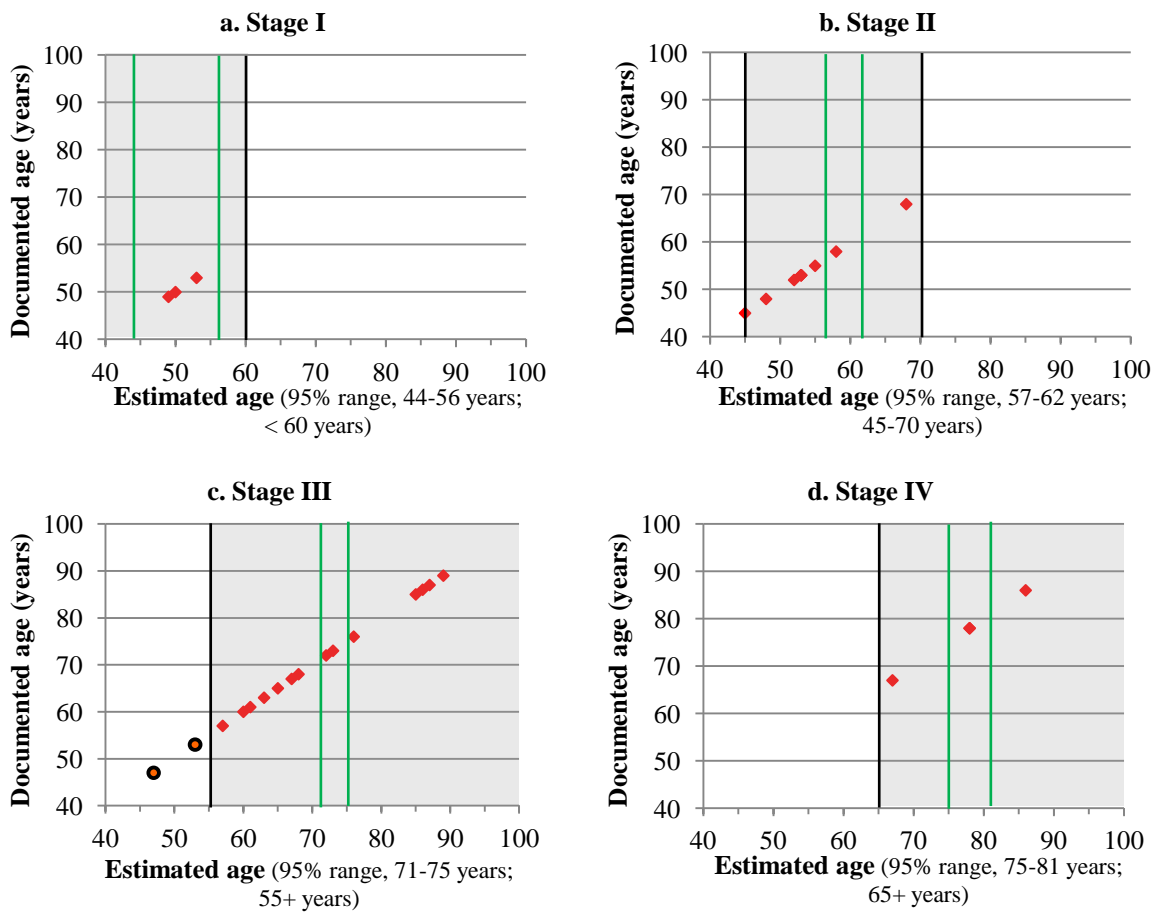 a. Stage I
Documented age (years)
100
90
80
70
60
50
40
40 50 60 70 80 90 100
Estimated age (95% range, 44-56 years;
< 60 years)
b. Stage II
Documented age (years)
100
90
80
70
60
50
40
40 50 60 70 80 90 100
Estimated age (95% range, 57-62 years;
45-70 years)
c. Stage III
Documented age (years)
100
90
80
70
60
50
40
40 50 60 70 80 90 100
Estimated age (95% range, 71-75 years;
55+ years)
d. Stage IV
Documented age (years)
100
90
80
70
60
50
40
40 50 60 70 80 90 100
Estimated age (95% range, 75-81 years;
65+ years)